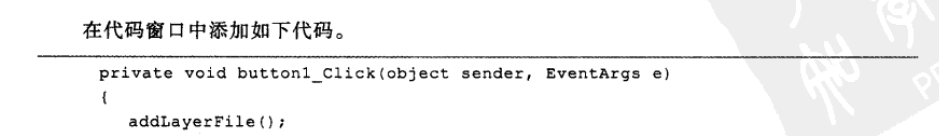 在代码窗口中添加如下代码。
private void button1_Click(object sender, EventArgs e)
{
addLayerFile();